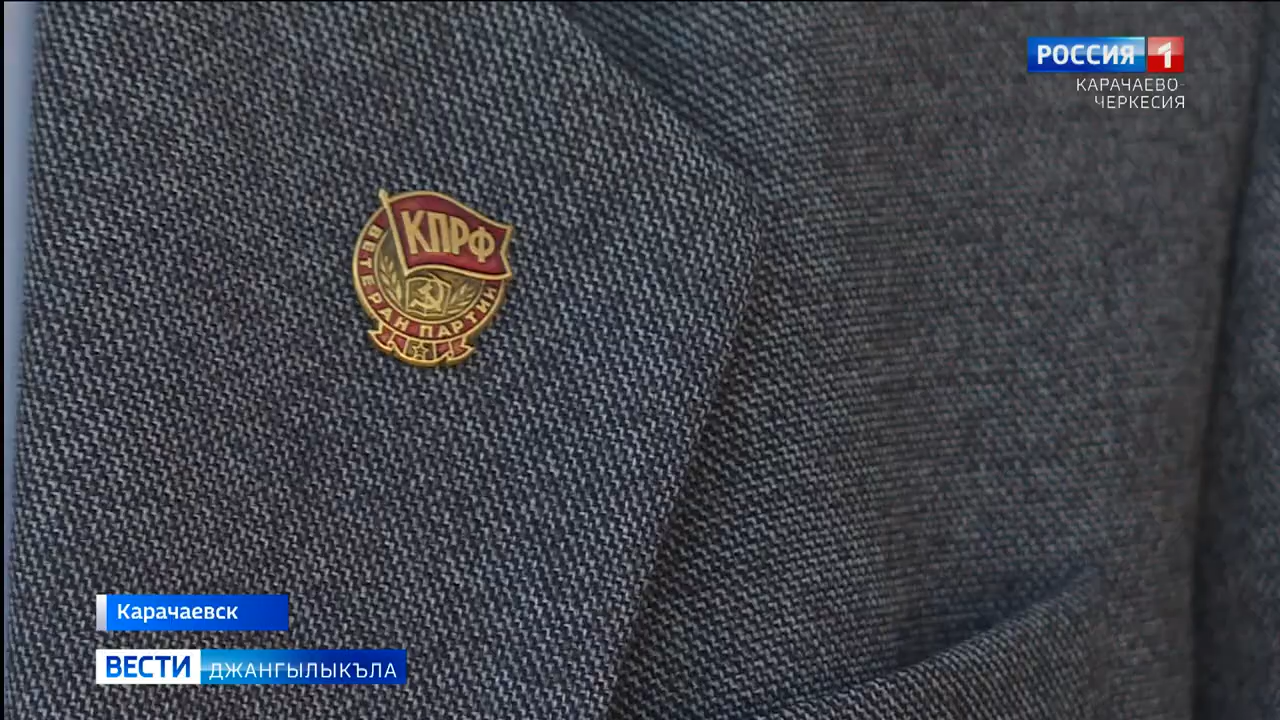 РОССИЯ 1
КАРАЧАЕВО-
ЧЕРКЕСИЯ
КПРФ
ВЕТЕРАН ПАРТИИ
Карачаевск
ВЕСТИ ДЖАНГЫЛЫКЪЛА